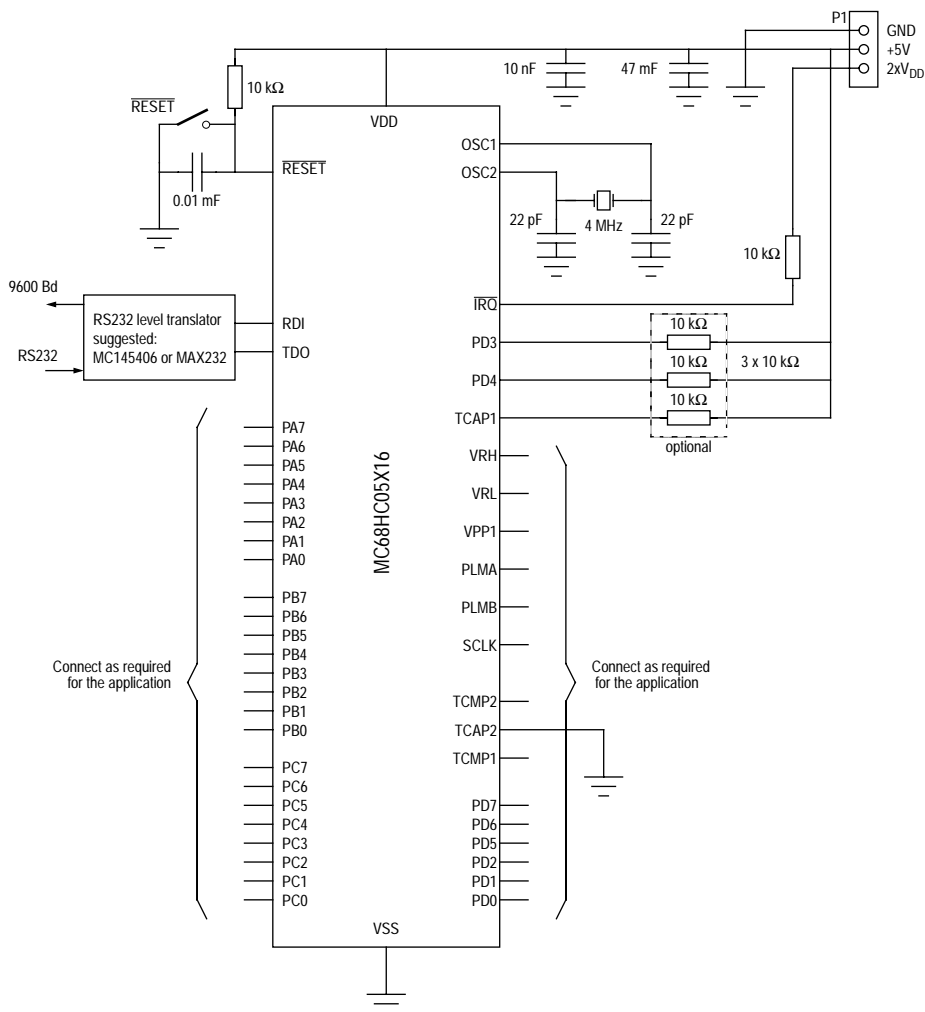 P1
GND
+5V
2xVDD
10 nF
47 mF
10 kΩ
RESET
VDD
OSC1
RESET
OSC2
0.01 mF
22 pF
4 MHz
22 pF
10 kΩ
9600 Bd
IRQ
RS232 level translator
suggested:
MC145406 or MAX232
RDI
10 kΩ
PD3
RS232
TDO
10 kΩ
3 x 10 kΩ
PD4
10 kΩ
TCAP1
optional
PA7
PA6
PA5
PA4
PA3
PA2
PA1
PA0
PB7
PB6
PB5
PB4
PB3
PB2
PB1
PB0
PC7
PC6
PC5
PC4
PC3
PC2
PC1
PC0
Connect as required
for the application
MC68HC05X16
VRH
VRL
VPP1
PLMA
PLMB
SCLK
TCMP2
TCAP2
TCMP1
PD7
PD6
PD5
PD2
PD1
PD0
Connect as required
for the application
VSS